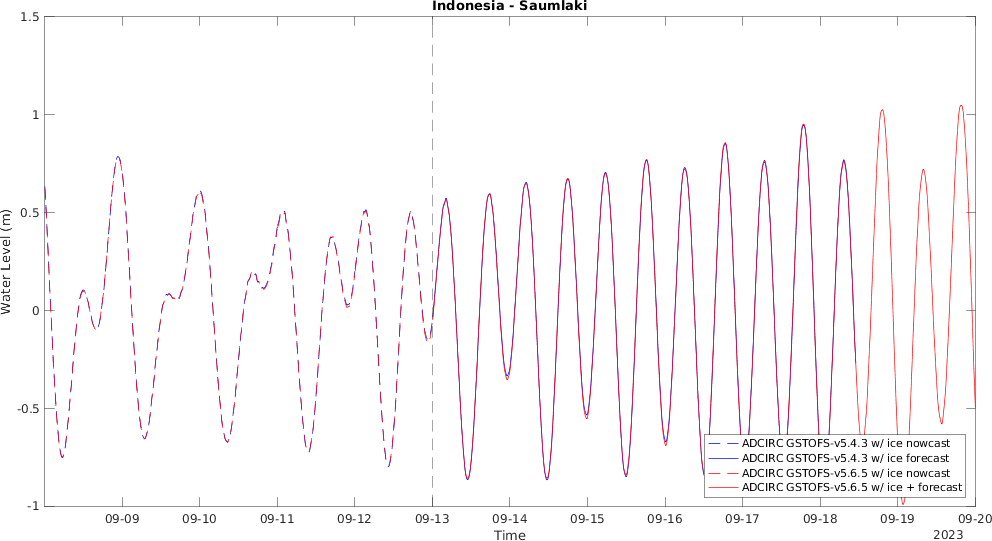 Indonesia - Saumlaki
1.5
1
0.5
0
-0.5
-1
Water Level (m)
ADCIRC GSTOFS-v5.4.3 w/ ice nowcast
ADCIRC GSTOFS-v5.4.3 w/ ice forecast
ADCIRC GSTOFS-v5.6.5 w/ ice nowcast
ADCIRC GSTOFS-v5.6.5 w/ ice + forecast
09-09 09-10 09-11 09-12 09-13 09-14 09-15 09-16 09-17 09-18 09-19 09-20
Time
2023